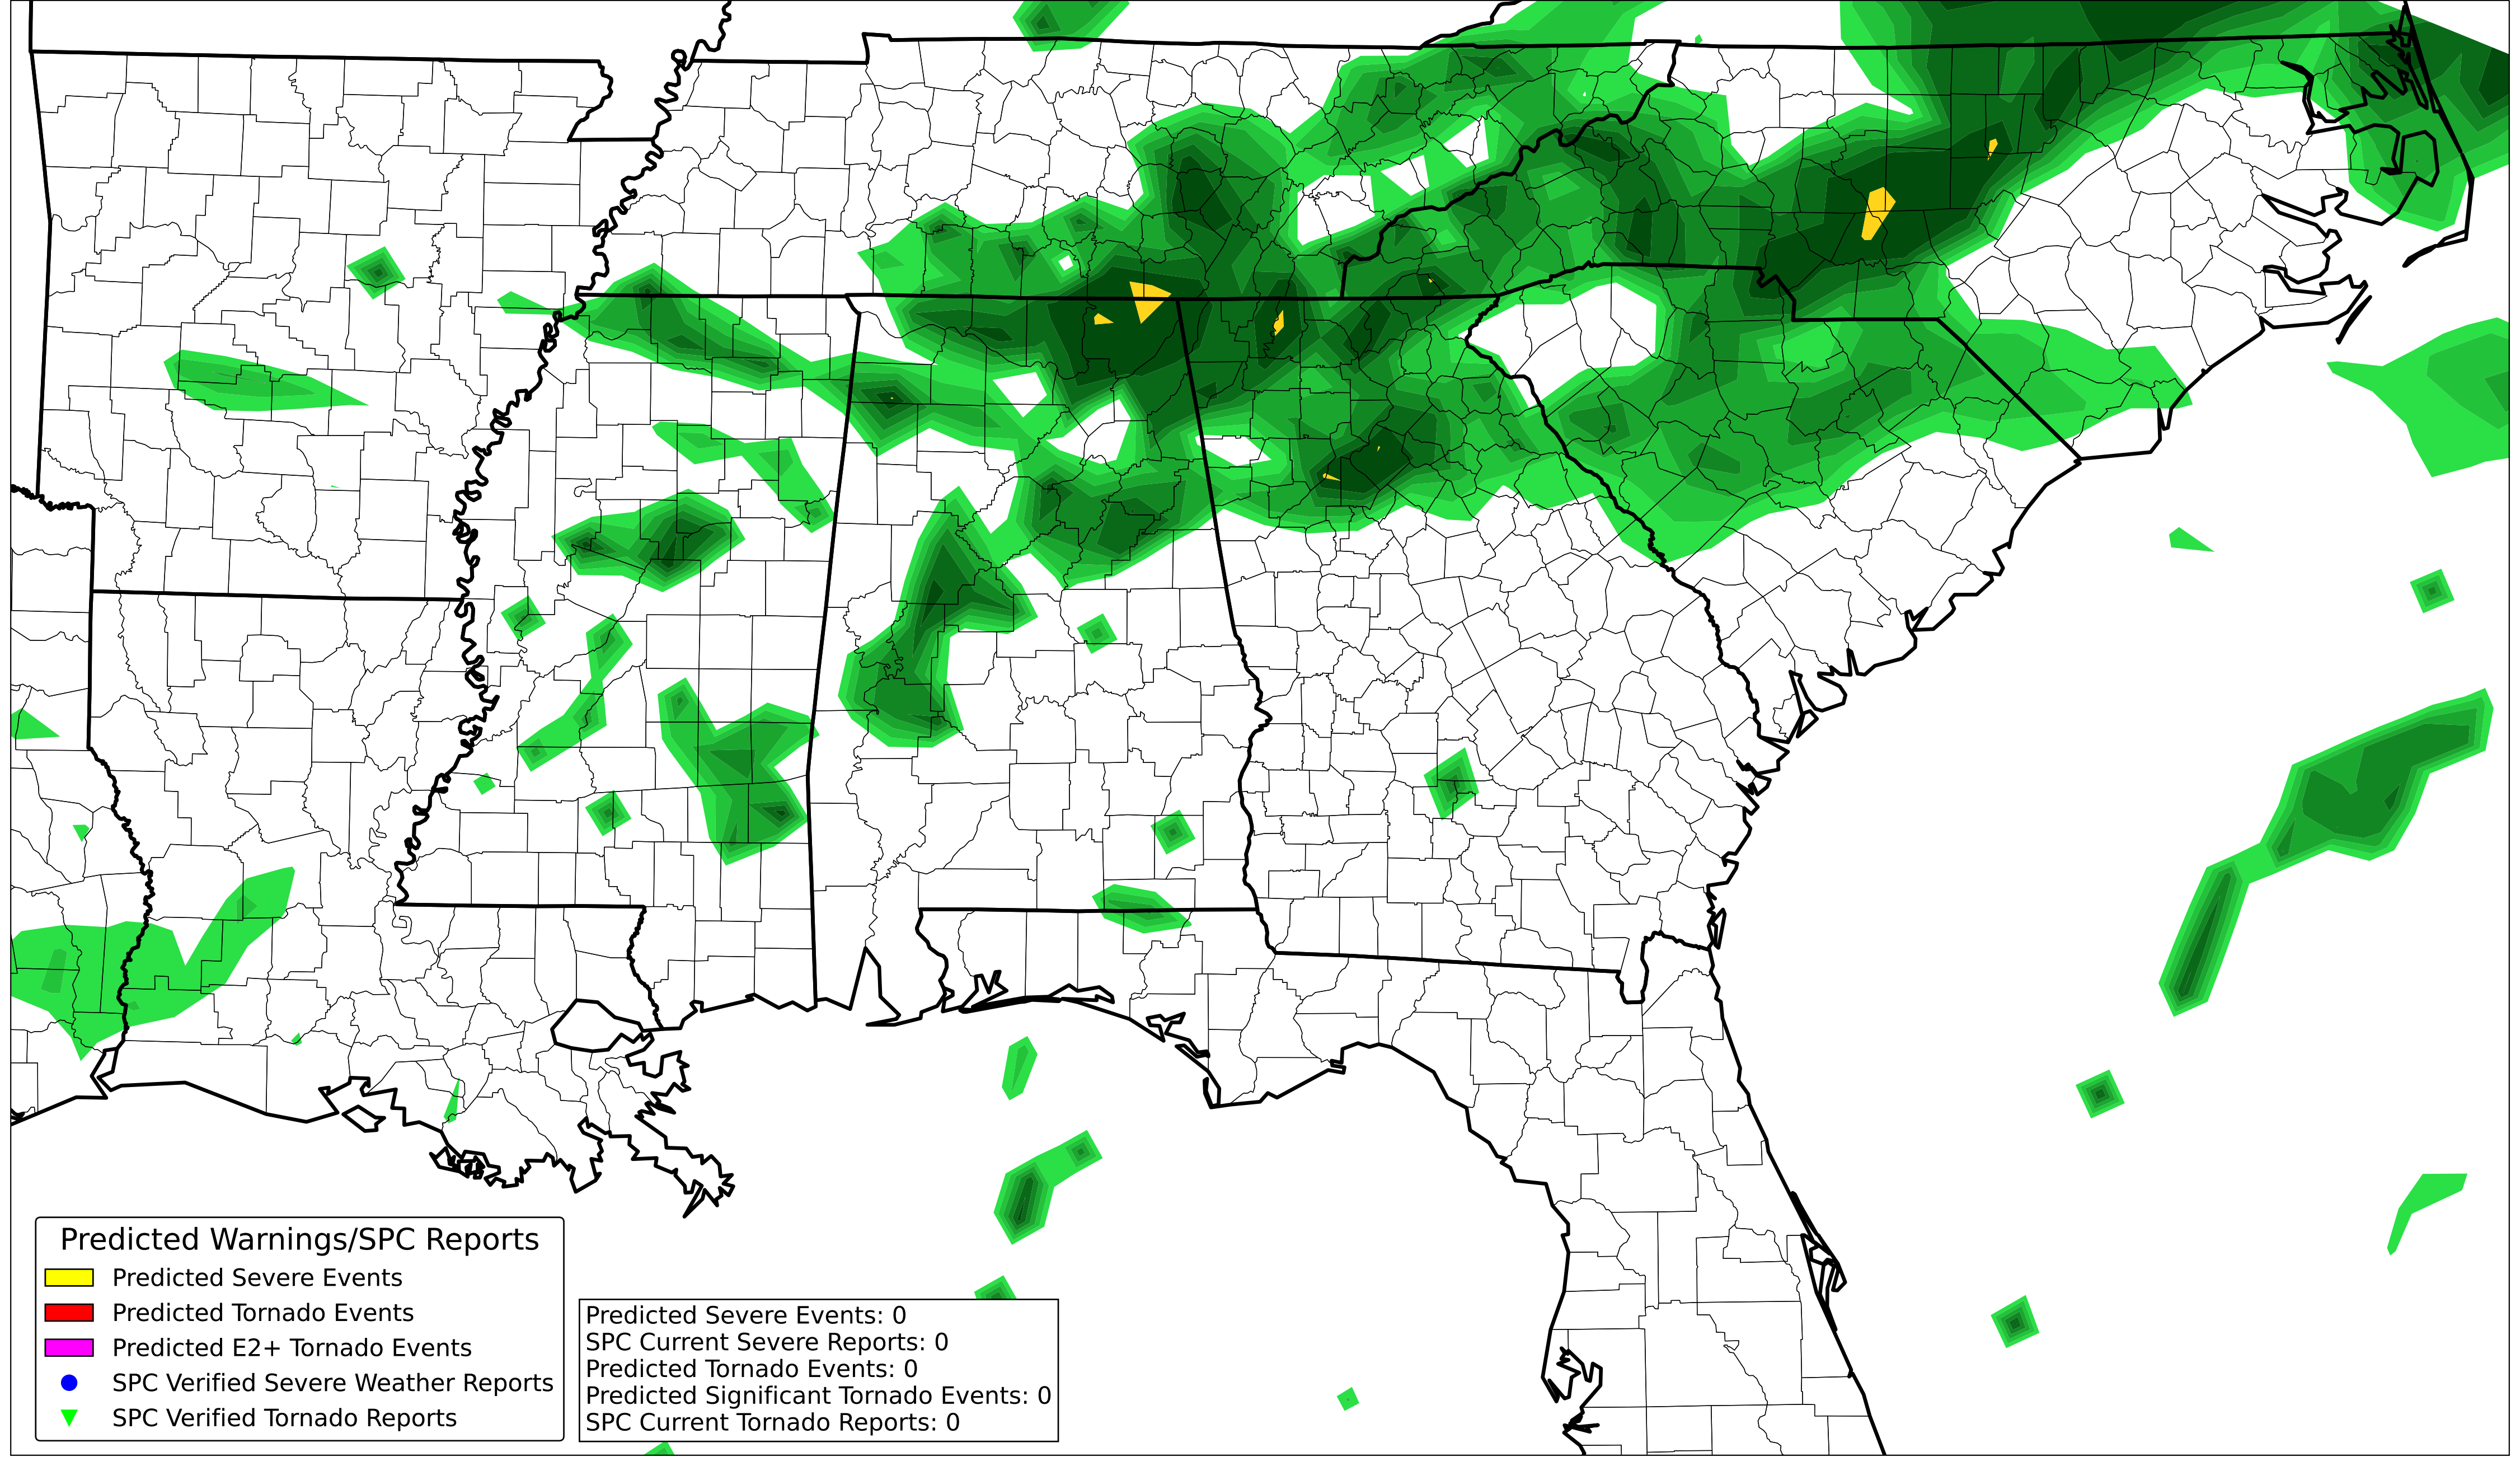 Predicted Warnings/SPC Reports
Predicted Severe Events
Predicted Tornado Events
Predicted E2+ Tornado Events
SPC Verified Severe Weather Reports
SPC Verified Tornado Reports
Predicted Severe Events: 0
SPC Current Severe Reports: 0
Predicted Tornado Events: 0
Predicted Significant Tornado Events: 0
SPC Current Tornado Reports: 0